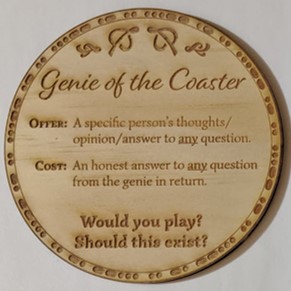 Genie of the Coaster
OFFER: A specific person's thoughts/
opinion/answer to any question.
COST: An honest answer to any question
from the genie in return.
Would you play?
Should this exist?